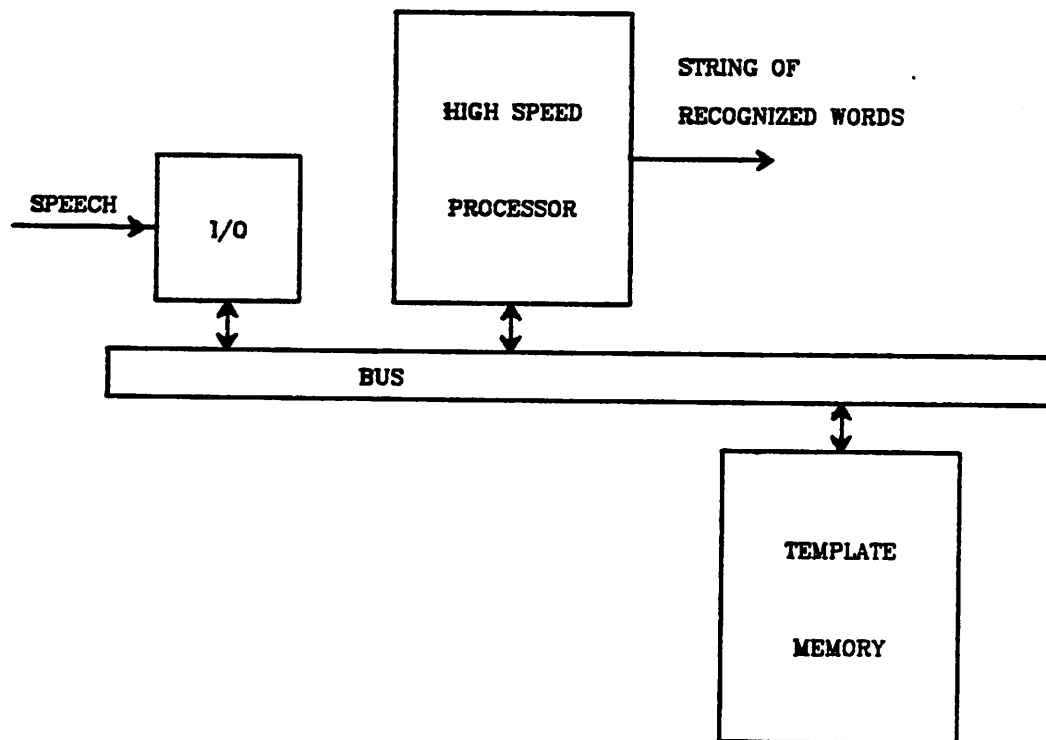 STRING OF
RECOGNIZED WORDS
HIGH SPEED
PROCESSOR
SPEECH
I/O
BUS
TEMPLATE
MEMORY